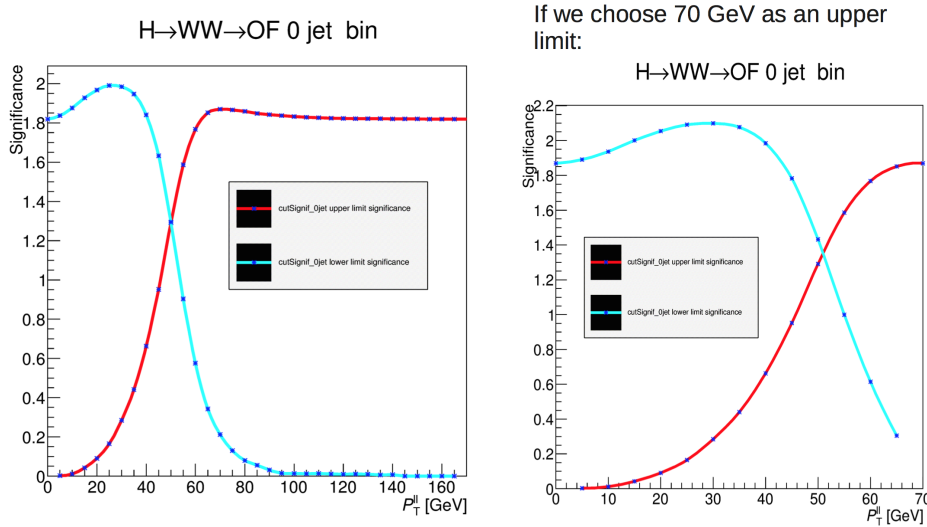 H→WW→OF 0 jet bin
Significance
2
1.8
1.6
1.4
1.2
1
0.8
0.6
0.4
0.2
0
cutSignif_0jet upper limit significance
cutSignif_0jet lower limit significance
0 20 40 60 80 100 120 140 160
P_T^ll [GeV]
If we choose 70 GeV as an upper
limit:
H→WW→OF 0 jet bin
Significance
2.2
2
1.8
1.6
1.4
1.2
1
0.8
0.6
0.4
0.2
0
cutSignif_0jet upper limit significance
cutSignif_0jet lower limit significance
0 10 20 30 40 50 60 70
P_T^ll [GeV]